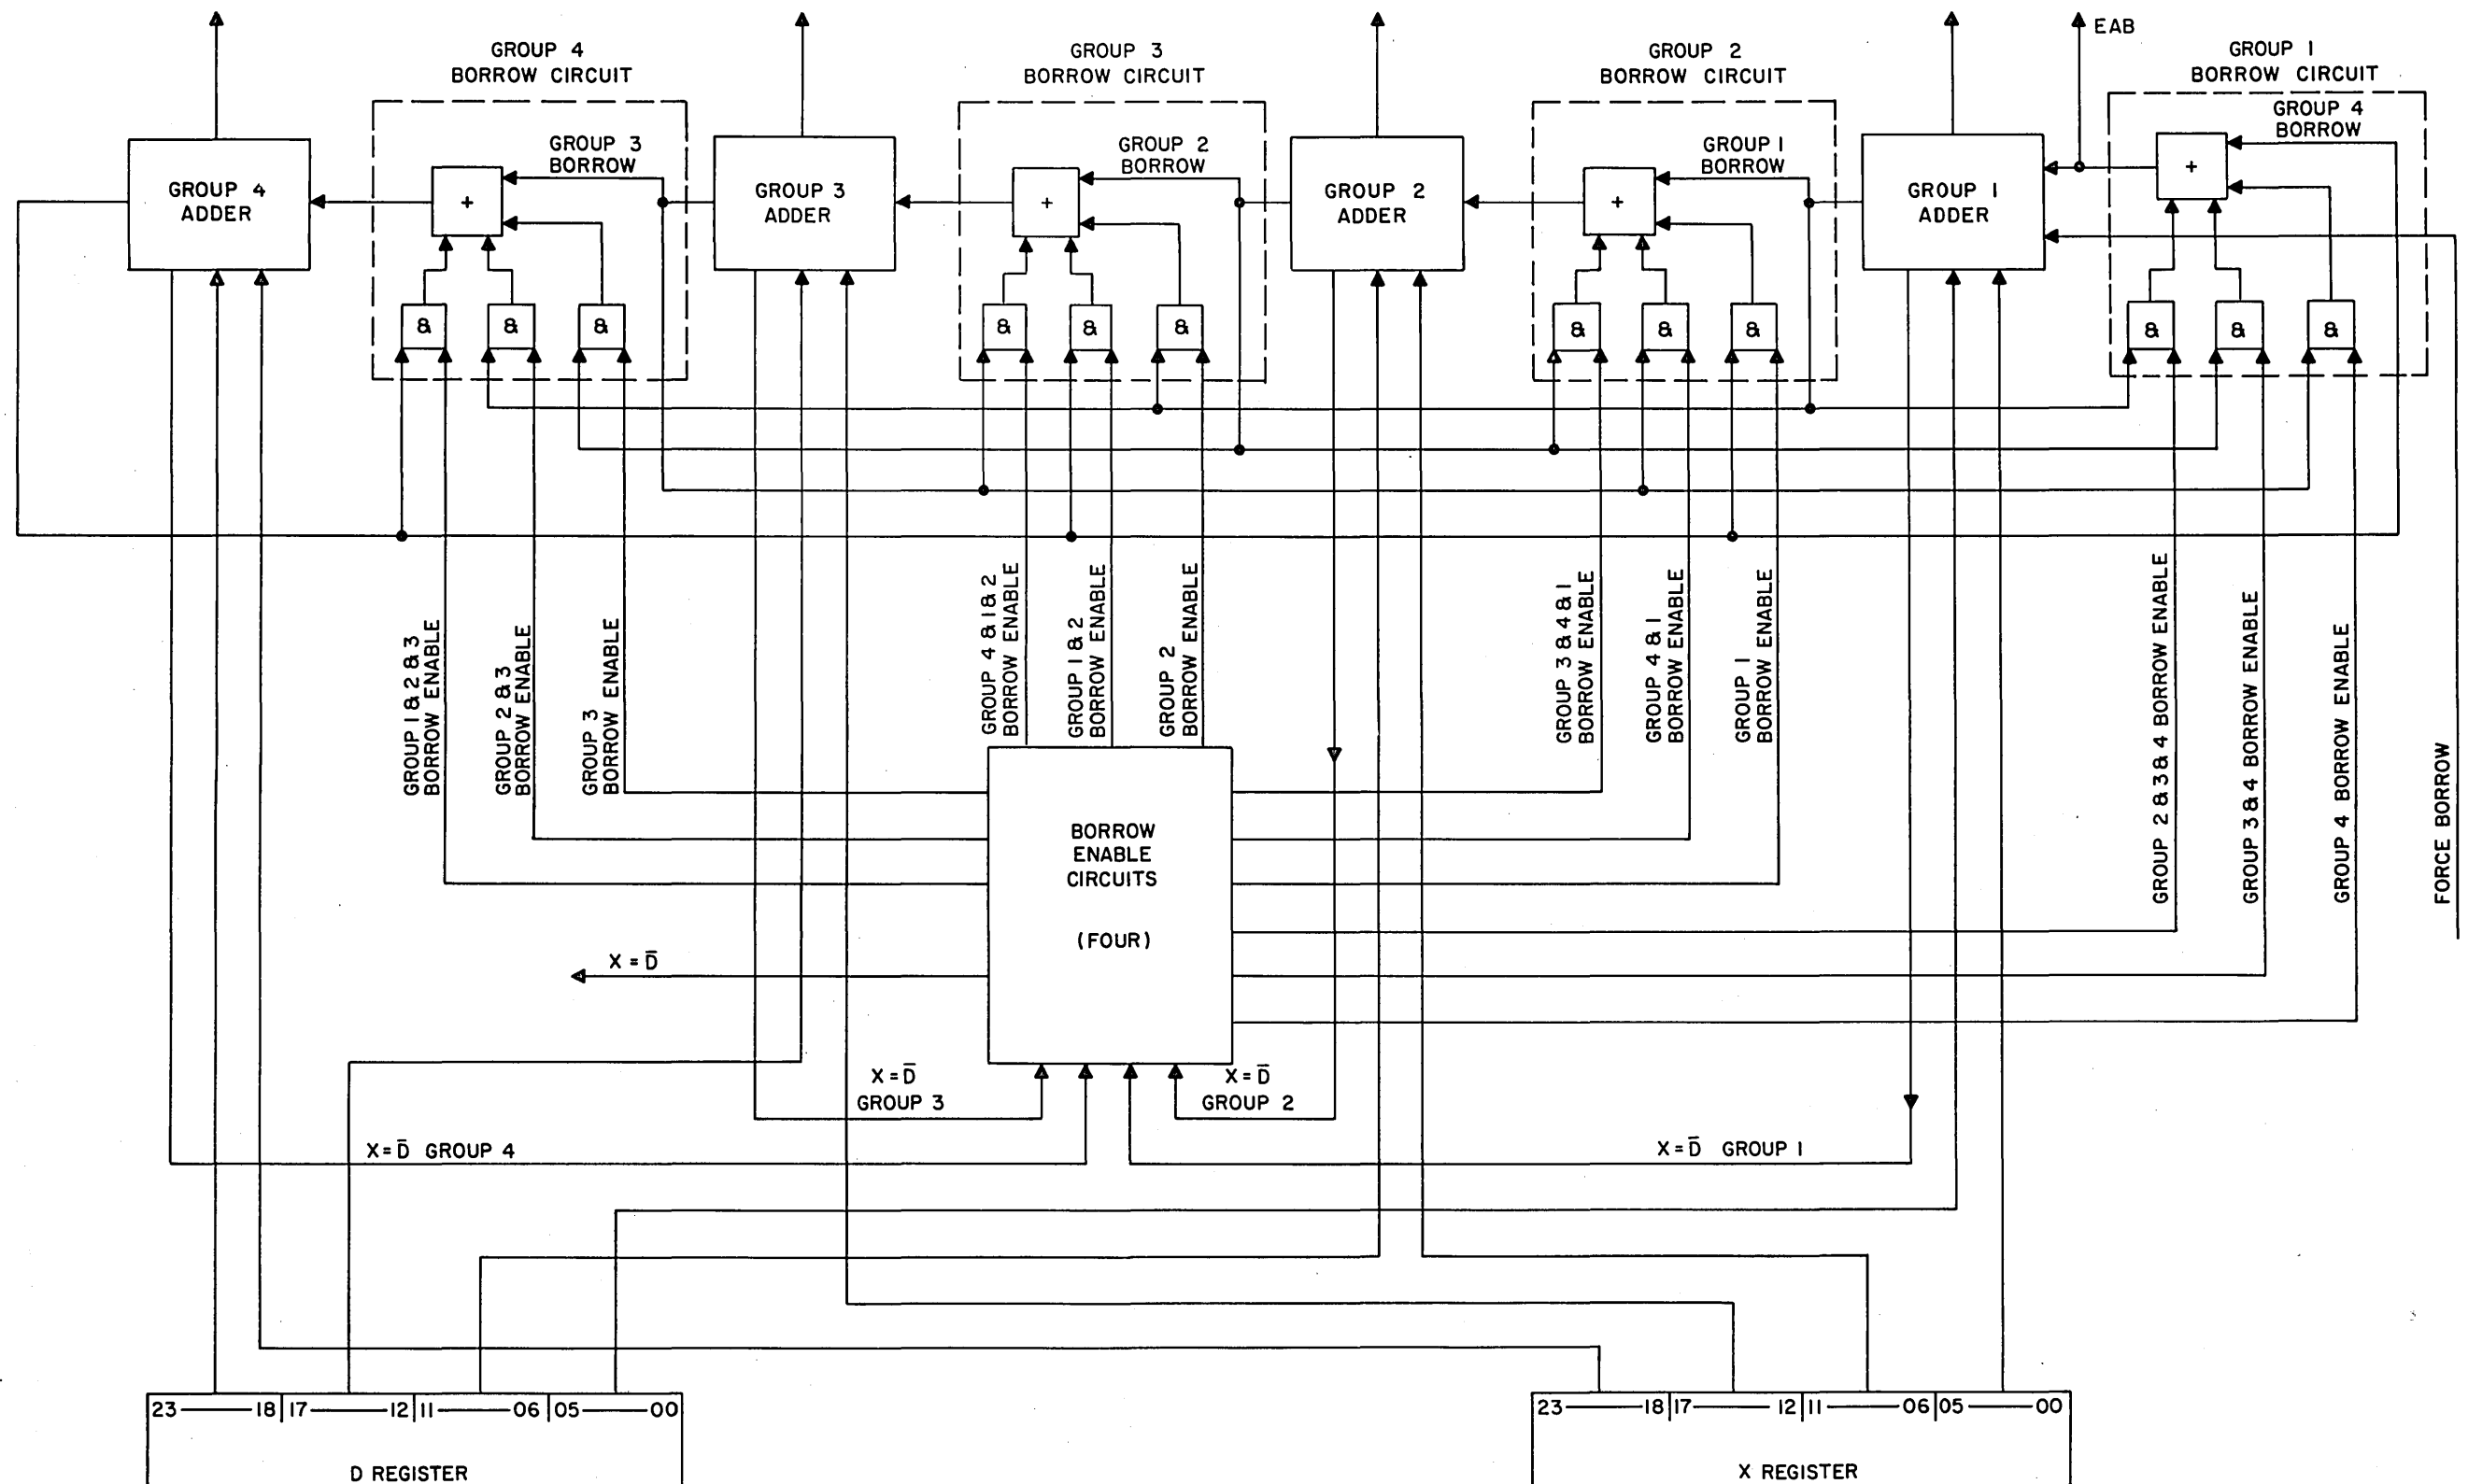 EAB
GROUP 4
BORROW CIRCUIT
GROUP 3
BORROW CIRCUIT
GROUP 2
BORROW CIRCUIT
GROUP 1
BORROW CIRCUIT
GROUP 3
BORROW
GROUP 2
BORROW
GROUP 1
BORROW
GROUP 4
BORROW
GROUP 4
ADDER
+
GROUP 3
ADDER
+
GROUP 2
ADDER
+
GROUP 1
ADDER
+
& & &
& & &
& & &
& & &
GROUP 1 & 2 & 3
BORROW ENABLE
GROUP 2 & 3
BORROW ENABLE
GROUP 3
BORROW ENABLE
GROUP 4 & 1 & 2
BORROW ENABLE
GROUP 1 & 2
BORROW ENABLE
GROUP 2
BORROW ENABLE
GROUP 3 & 4 & 1
BORROW ENABLE
GROUP 4 & 1
BORROW ENABLE
GROUP 1
BORROW ENABLE
GROUP 2 & 3 & 4 BORROW ENABLE
GROUP 3 & 4 BORROW ENABLE
GROUP 4 BORROW ENABLE
FORCE BORROW
BORROW
ENABLE
CIRCUITS
(FOUR)
X = D̅
X = D̅
GROUP 3
X = D̅
GROUP 2
X = D̅ GROUP 4
X = D̅ GROUP 1
23 18 17 12 11 06 05 00
D REGISTER
23 18 17 12 11 06 05 00
X REGISTER